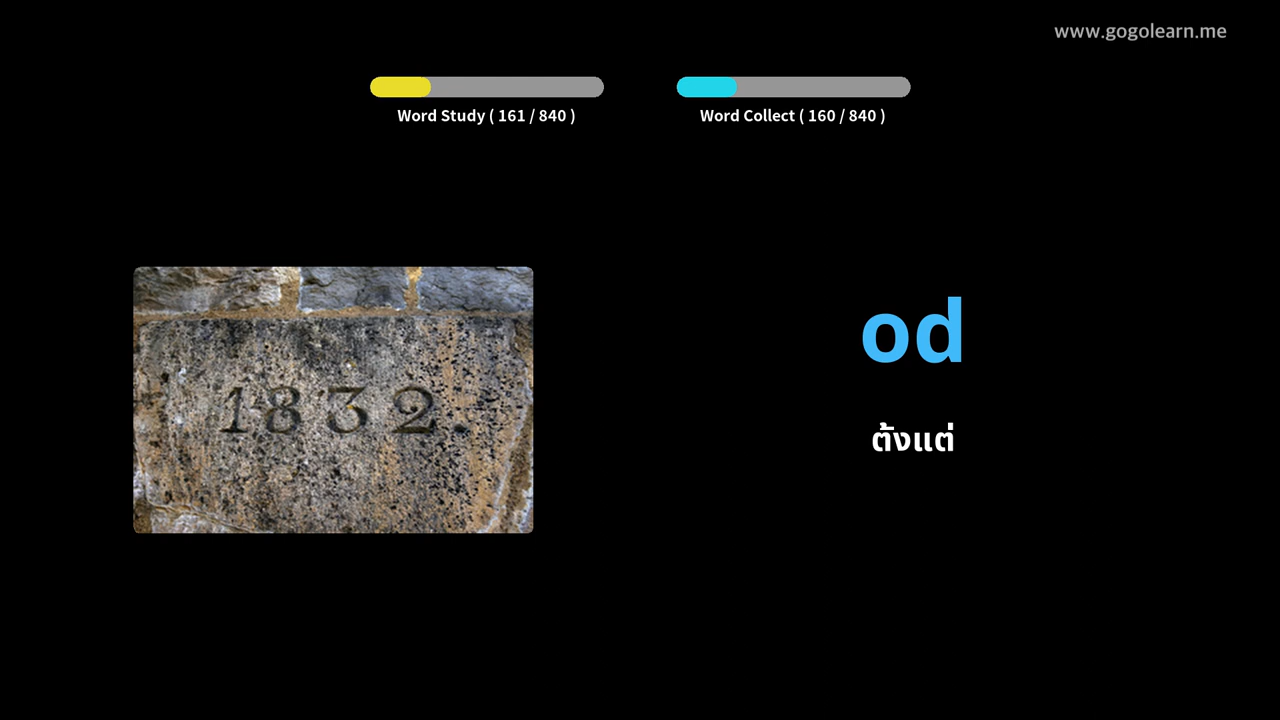 www.gogolearn.me
Word Study ( 161 / 840 )
Word Collect ( 160 / 840 )
1832.
od
ตั้งแต่